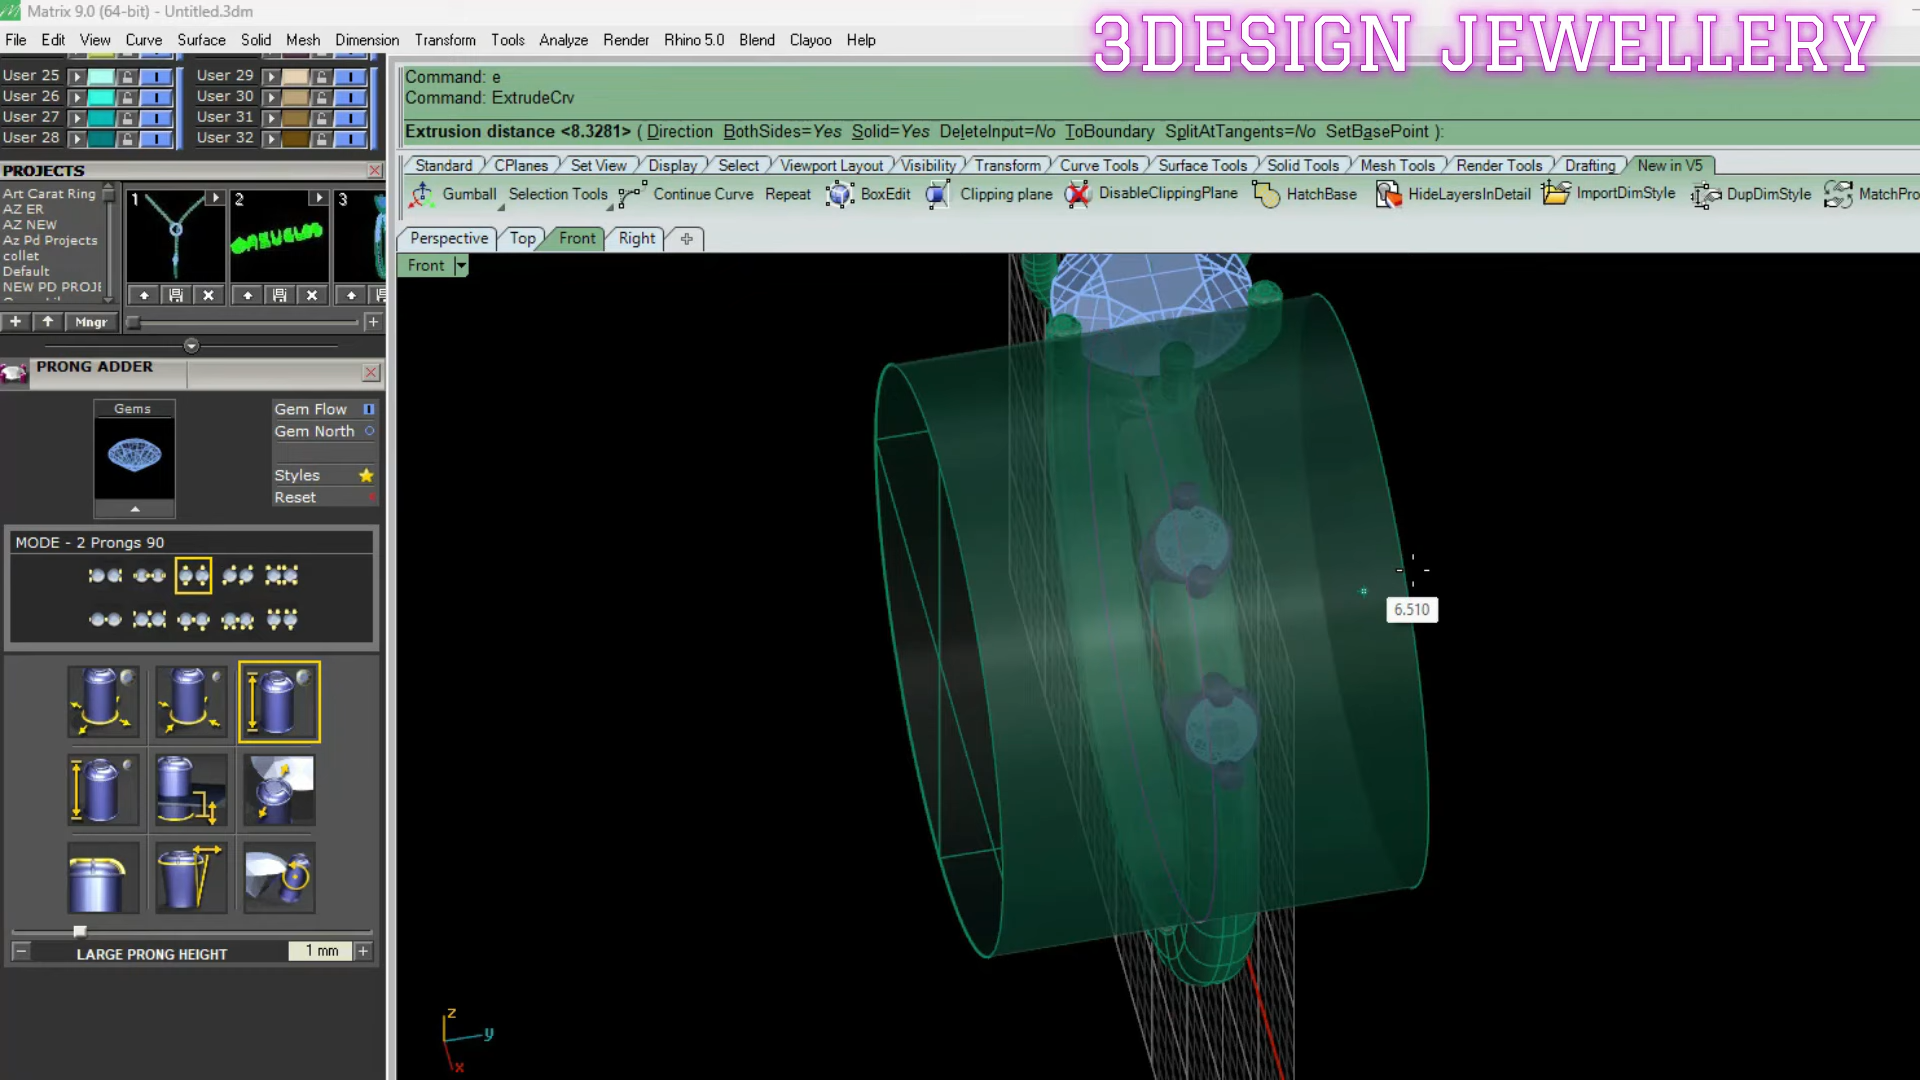 Matrix 9.0 (64-bit) - Untitled.3dm
3DESIGN JEWELLERY
File Edit View Curve Surface Solid Mesh Dimension Transform Tools Analyze Render Rhino 5.0 Blend Clayoo Help
User 25 User 29
User 26 User 30
User 27 User 31
User 28 User 32
Command: e
Command: ExtrudeCrv
Extrusion distance <8.3281> ( Direction BothSides=Yes Solid=Yes DeleteInput=No ToBoundary SplitAtTangents=No SetBasePoint ):
Standard CPlanes Set View Display Select Viewport Layout Visibility Transform Curve Tools Surface Tools Solid Tools Mesh Tools Render Tools Drafting New in V5
Gumball Selection Tools Continue Curve Repeat BoxEdit Clipping plane DisableClippingPlane HatchBase HideLayersInDetail ImportDimStyle DupDimStyle MatchPro
Perspective Top Front Right
Front
PROJECTS
Art Carat Ring
AZ ER
AZ NEW
Az Pd Projects
collet
Default
NEW PD PROJE
1 2 3
Mngr
PRONG ADDER
Gems
Gem Flow
Gem North
Styles
Reset
MODE - 2 Prongs 90
LARGE PRONG HEIGHT 1 mm
6.510
z
y
x